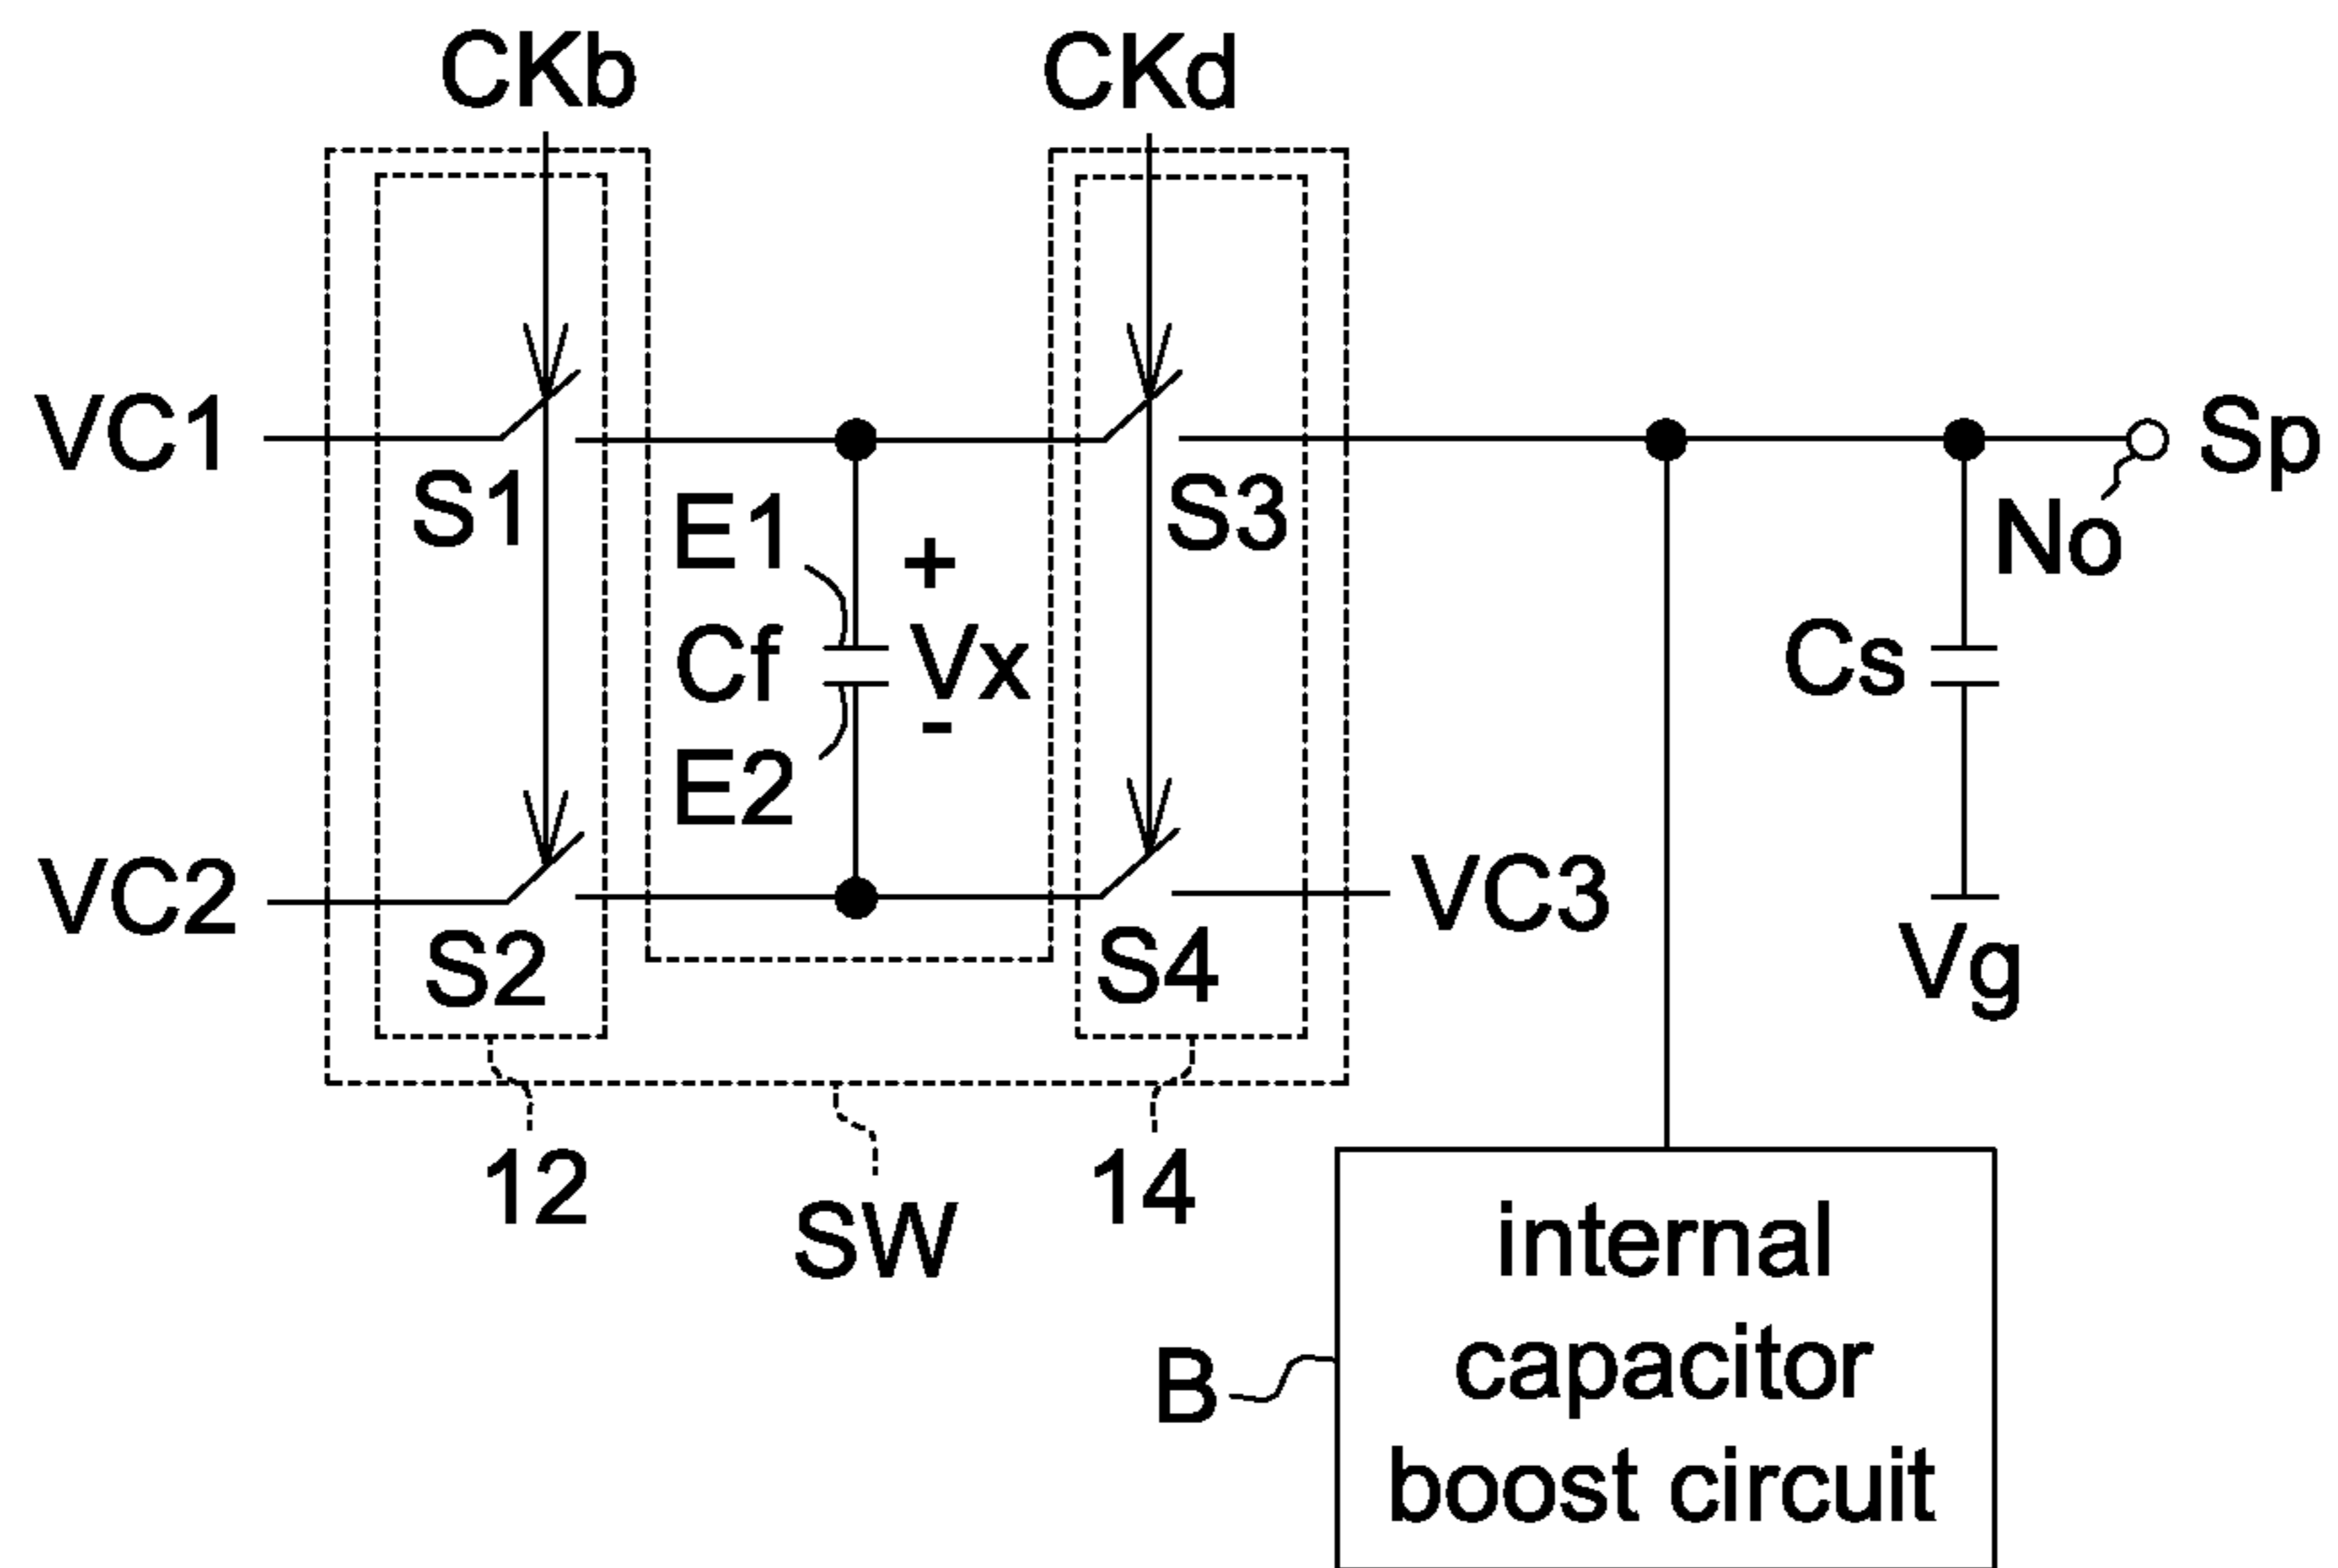 CKb
CKd
VC1
S1
E1
+
S3
Sp
No
Cf
Vx
Cs
-
E2
VC2
VC3
S2
S4
Vg
12
SW
14
B
internal
capacitor
boost circuit